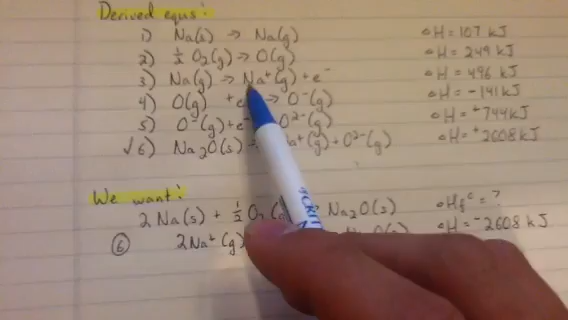 Derived equs:
1) Na(s) → Na(g) ΔH = 107 kJ
2) ½ O₂(g) → O(g) ΔH = 249 kJ
3) Na(g) → Na⁺(g) + e⁻ ΔH = 496 kJ
4) O(g) + e → O⁻(g) ΔH = -141 kJ
5) O⁻(g) + e⁻ O²⁻(g) ΔH = +744 kJ
√6) Na₂O(s) a⁺(g) + O²⁻(g) ΔH = +2608 kJ
We want:
2 Na(s) + ½ O₂( Na₂O(s) ΔHf° = ?
⑥ 2Na⁺(g) O(s) ΔH = -2608 kJ